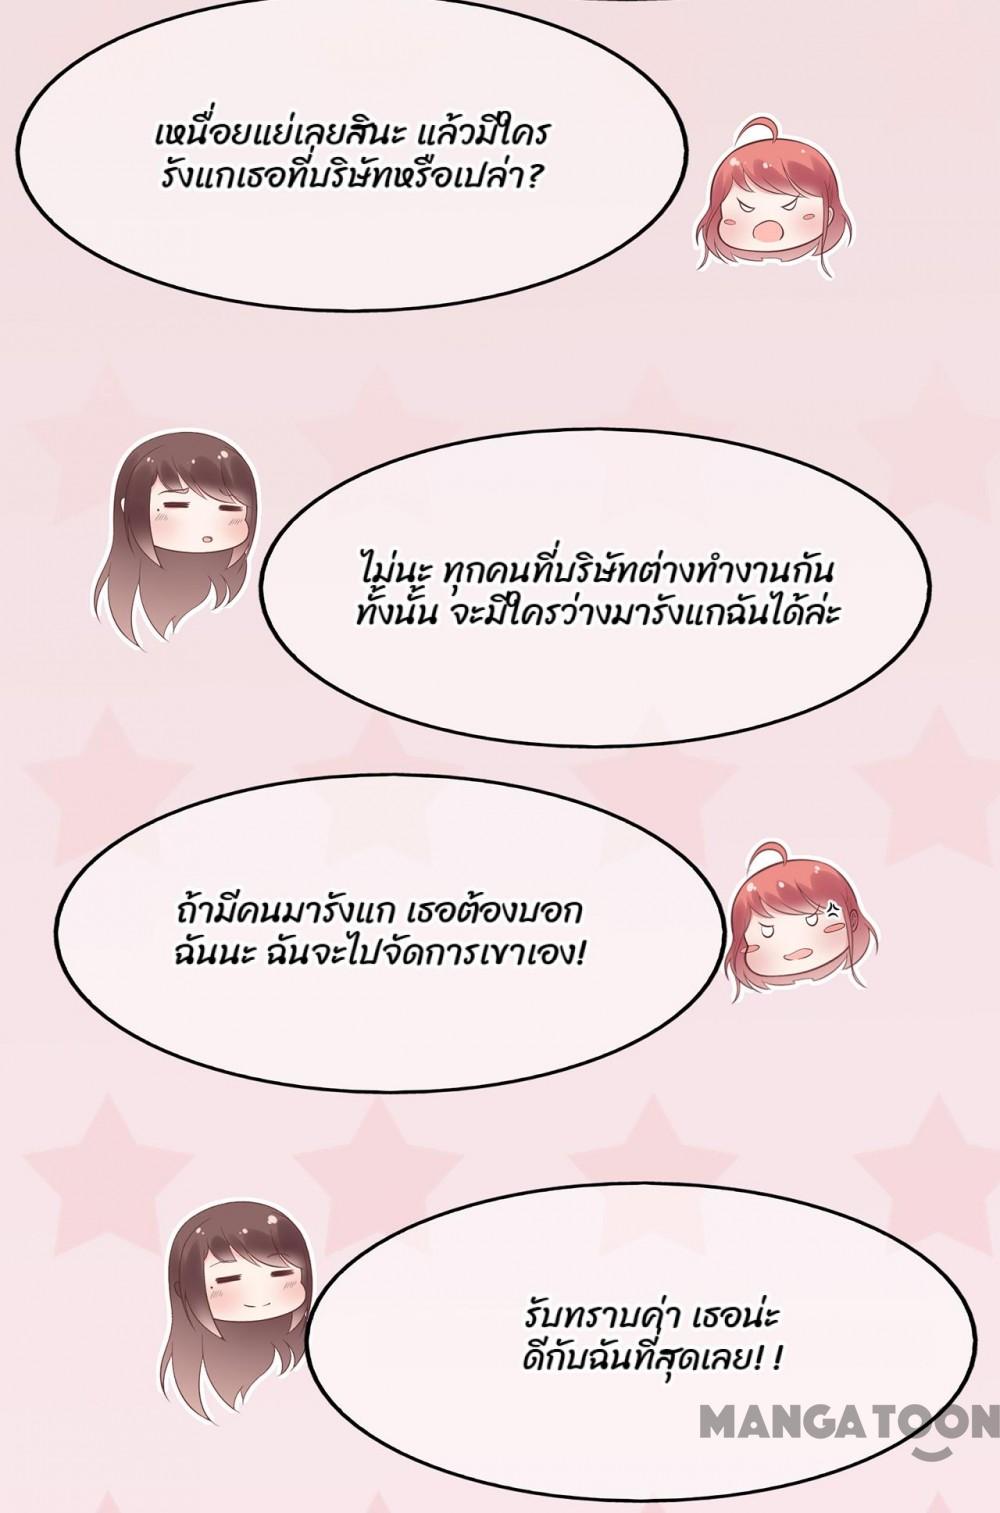 เหนื่อยแย่เลยสินะ แล้วมีใคร
รังแกเธอที่บริษัทหรือเปล่า?
ไม่นะ ทุกคนที่บริษัทต่างทำงานกัน
ทั้งนั้น จะมีใครว่างมารังแกฉันได้ล่ะ
ถ้ามีคนมารังแก เธอต้องบอก
ฉันนะ ฉันจะไปจัดการเขาเอง!
รับทราบค่า เธอน่ะ
ดีกับฉันที่สุดเลย!!
MANGATOON